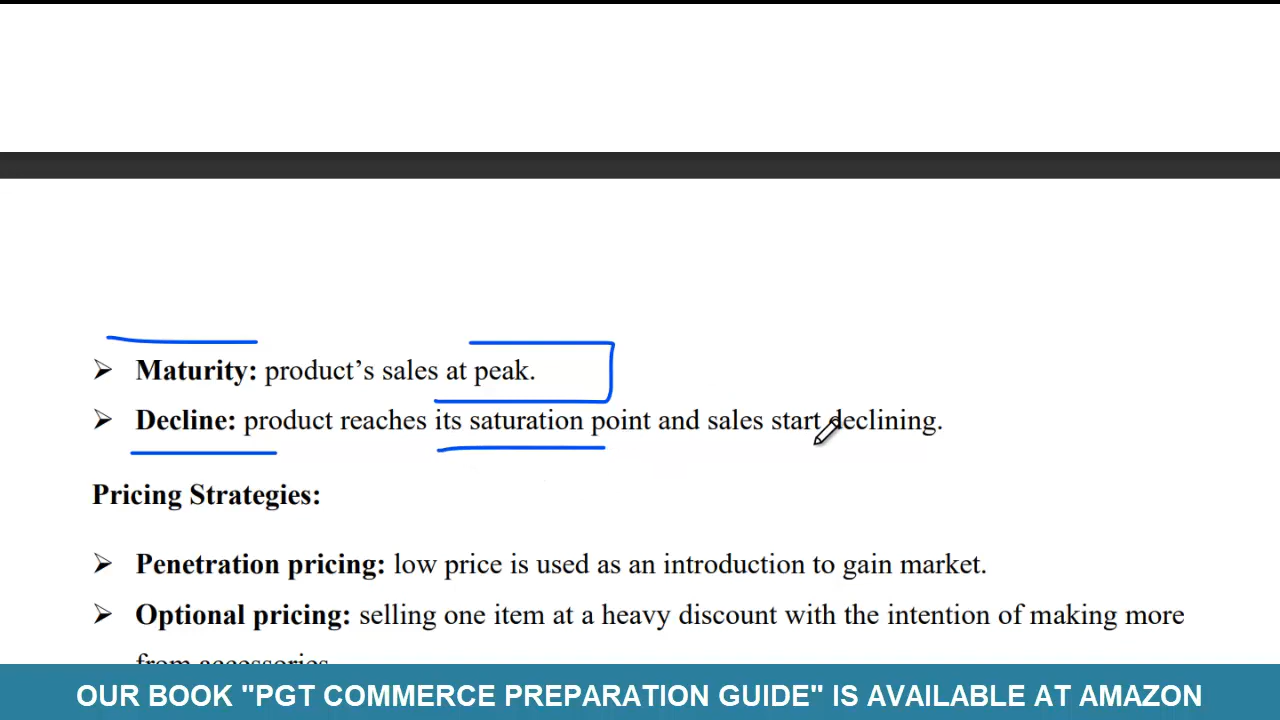 ➢ Maturity: product’s sales at peak.
➢ Decline: product reaches its saturation point and sales start declining.
Pricing Strategies:
➢ Penetration pricing: low price is used as an introduction to gain market.
➢ Optional pricing: selling one item at a heavy discount with the intention of making more
from accessories.
OUR BOOK "PGT COMMERCE PREPARATION GUIDE" IS AVAILABLE AT AMAZON